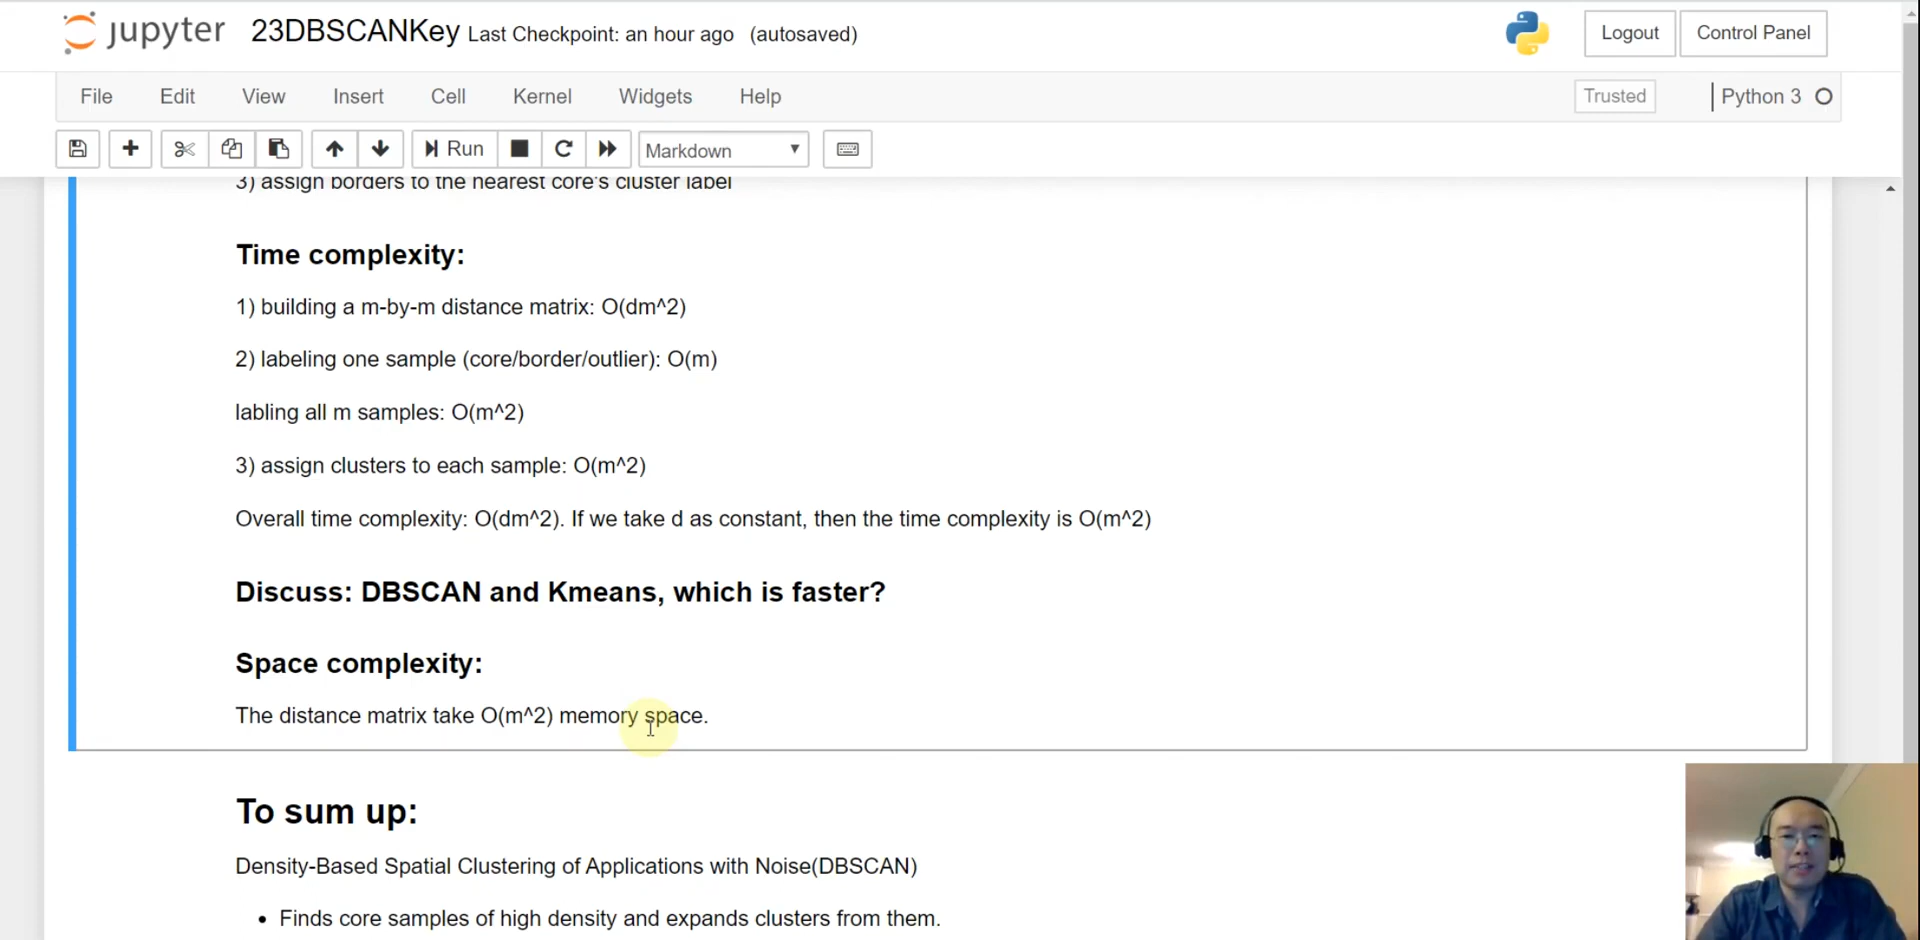 jupyter 23DBSCANKey Last Checkpoint: an hour ago (autosaved) Logout Control Panel
File Edit View Insert Cell Kernel Widgets Help Trusted Python 3
Run Markdown
3) assign borders to the nearest core's cluster label
Time complexity:
1) building a m-by-m distance matrix: O(dm^2)
2) labeling one sample (core/border/outlier): O(m)
labling all m samples: O(m^2)
3) assign clusters to each sample: O(m^2)
Overall time complexity: O(dm^2). If we take d as constant, then the time complexity is O(m^2)
Discuss: DBSCAN and Kmeans, which is faster?
Space complexity:
The distance matrix take O(m^2) memory space.
To sum up:
Density-Based Spatial Clustering of Applications with Noise(DBSCAN)
• Finds core samples of high density and expands clusters from them.